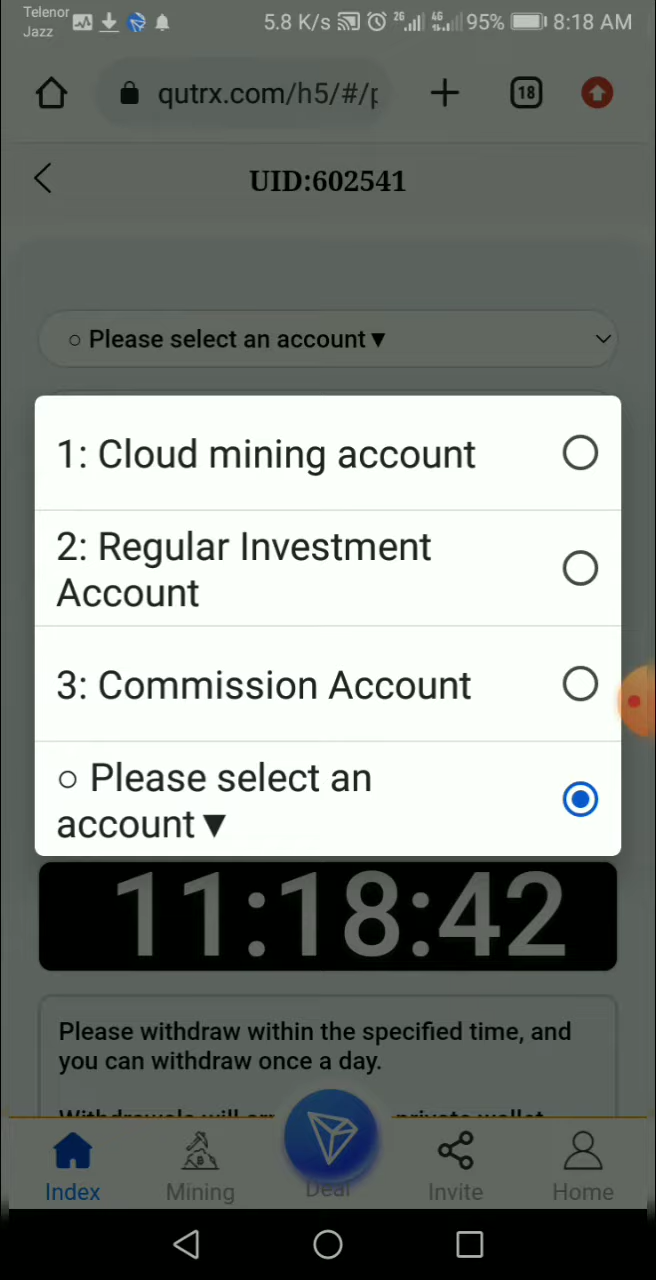 Telenor
Jazz
5.8 K/s 2G 4G 95% 8:18 AM
qutrx.com/h5/#/p
18
UID:602541
○ Please select an account ▼
1: Cloud mining account
2: Regular Investment
Account
3: Commission Account
○ Please select an
account ▼
11:18:42
Please withdraw within the specified time, and
you can withdraw once a day.
Index
Mining
Deal
Invite
Home